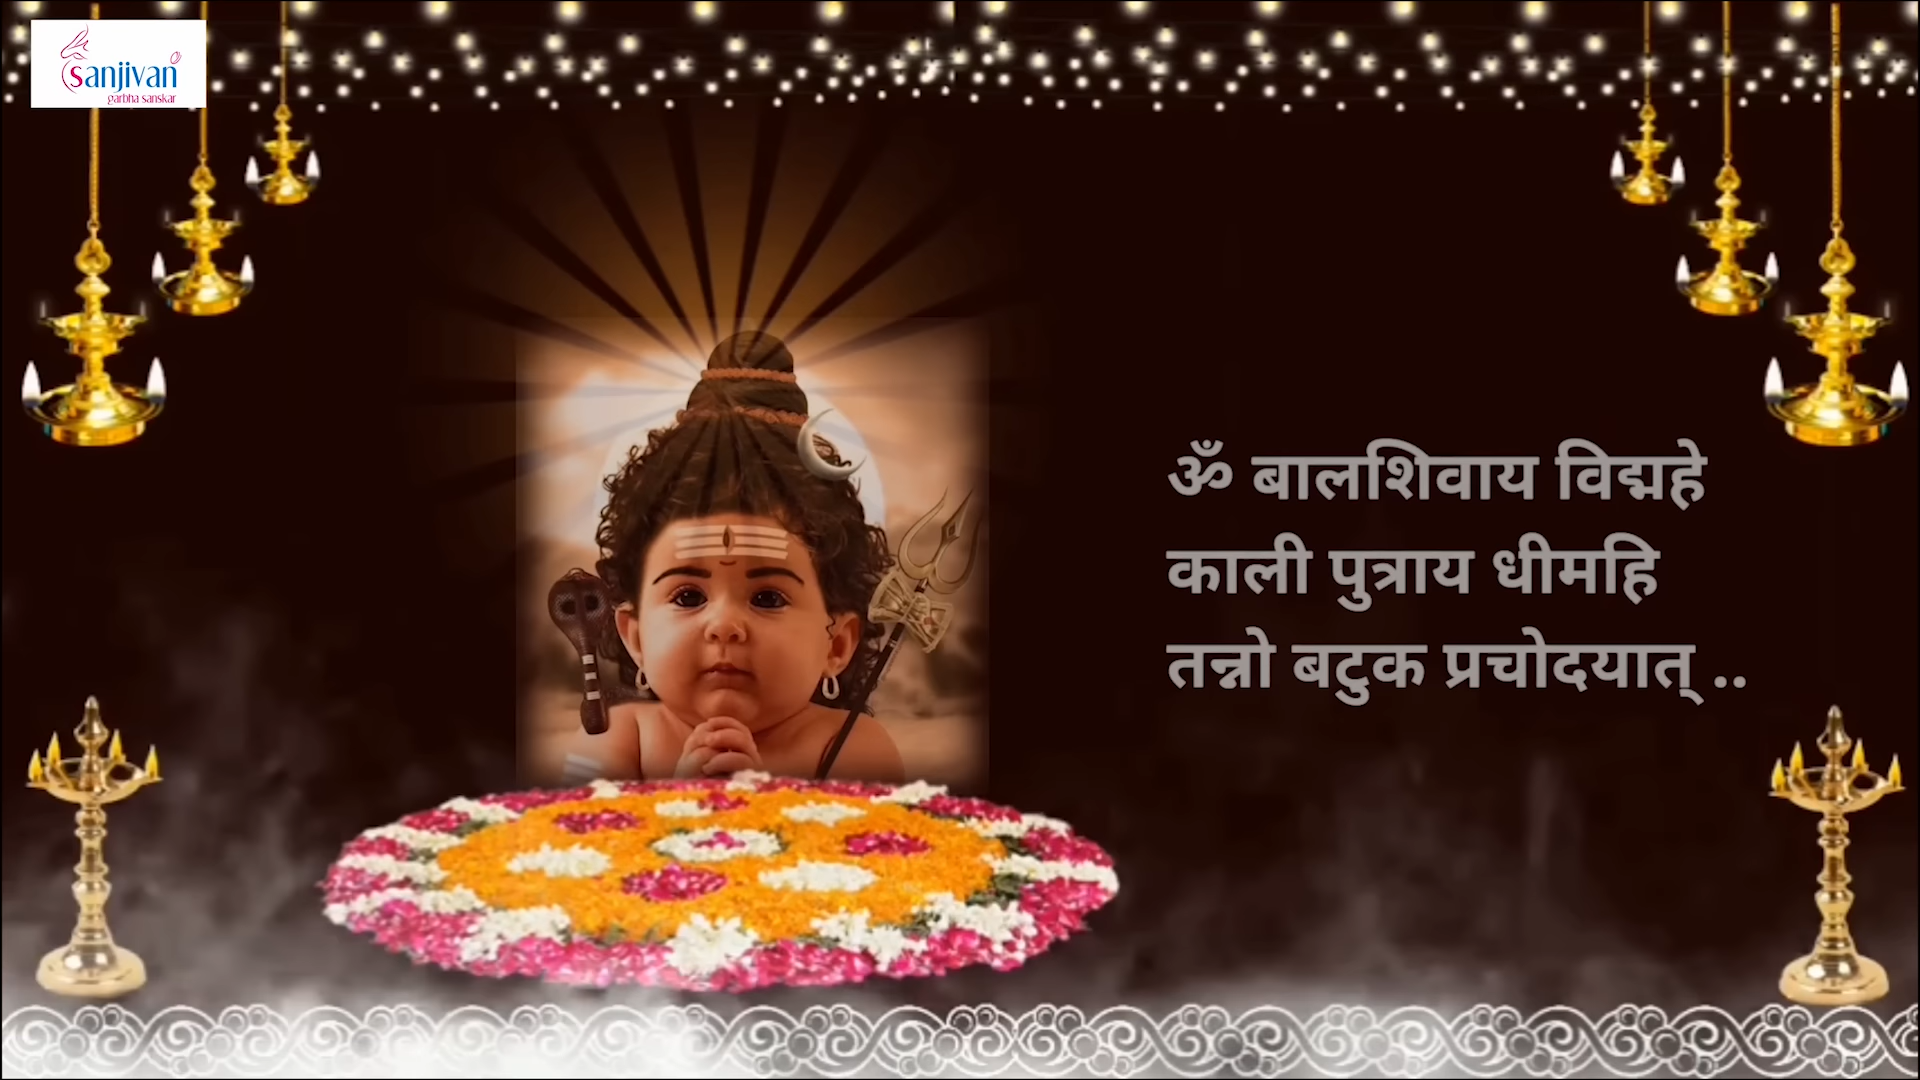 sanjivan
garbha sanskar
ॐ बालशिवाय विद्महे
काली पुत्राय धीमहि
तन्नो बटुक प्रचोदयात् ..